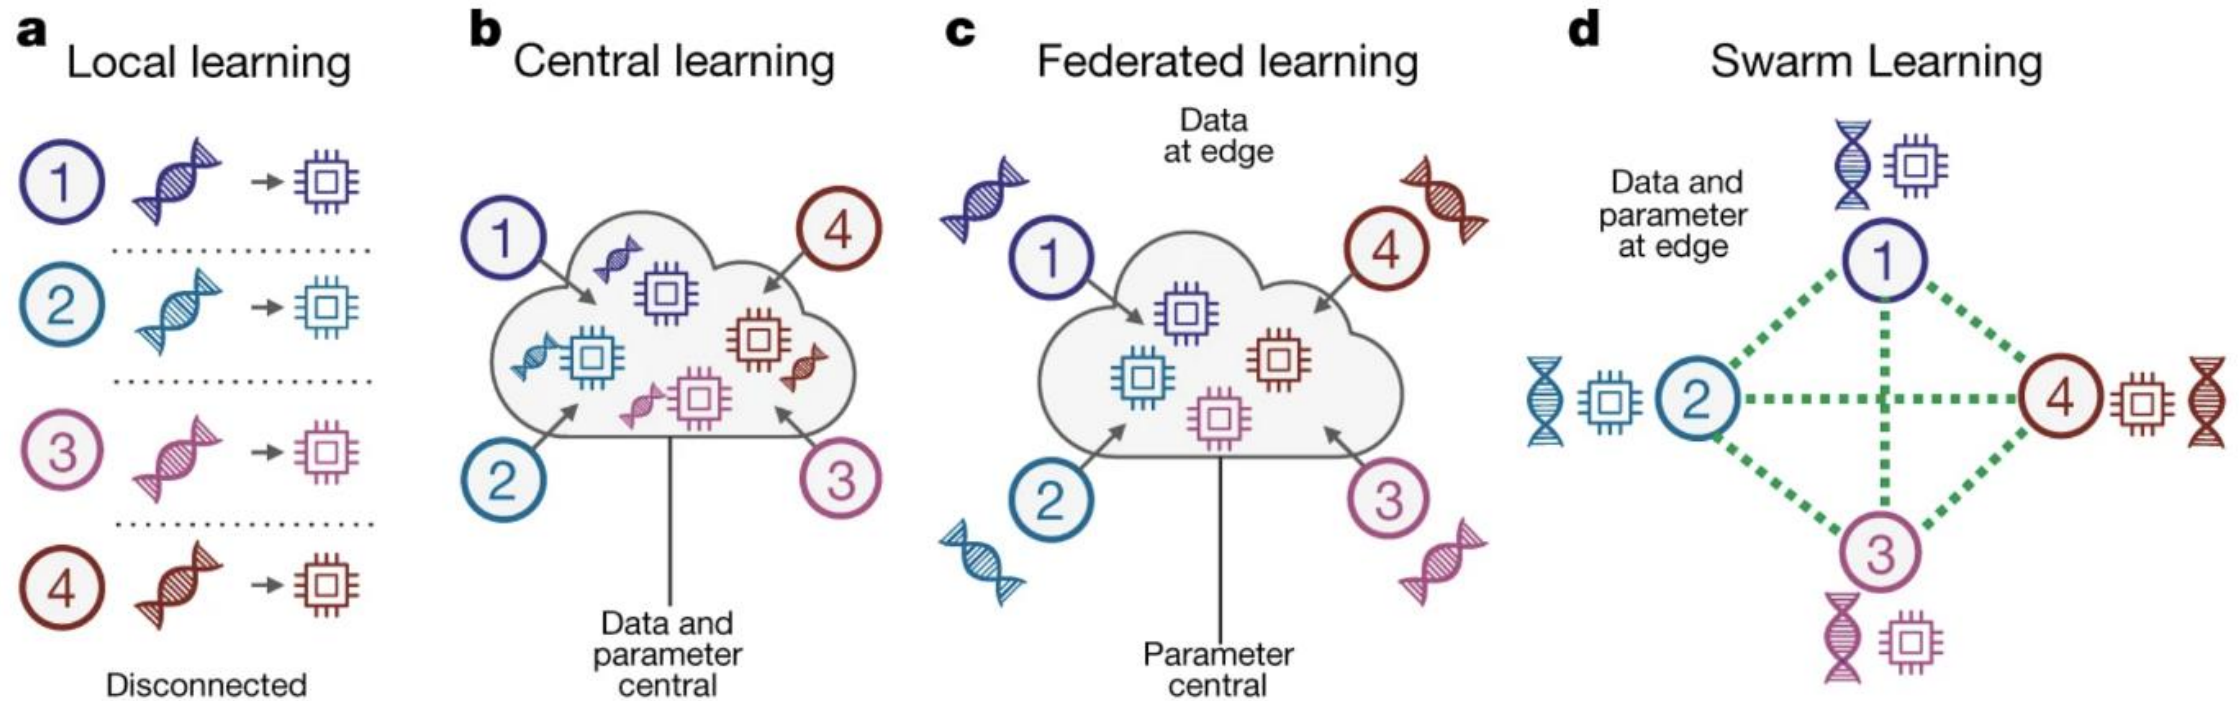 a
Local learning
1
2
3
4
Disconnected
b
Central learning
1
4
2
3
Data and
parameter
central
c
Federated learning
Data
at edge
1
4
2
3
Parameter
central
d
Swarm Learning
Data and
parameter
at edge
1
2
4
3